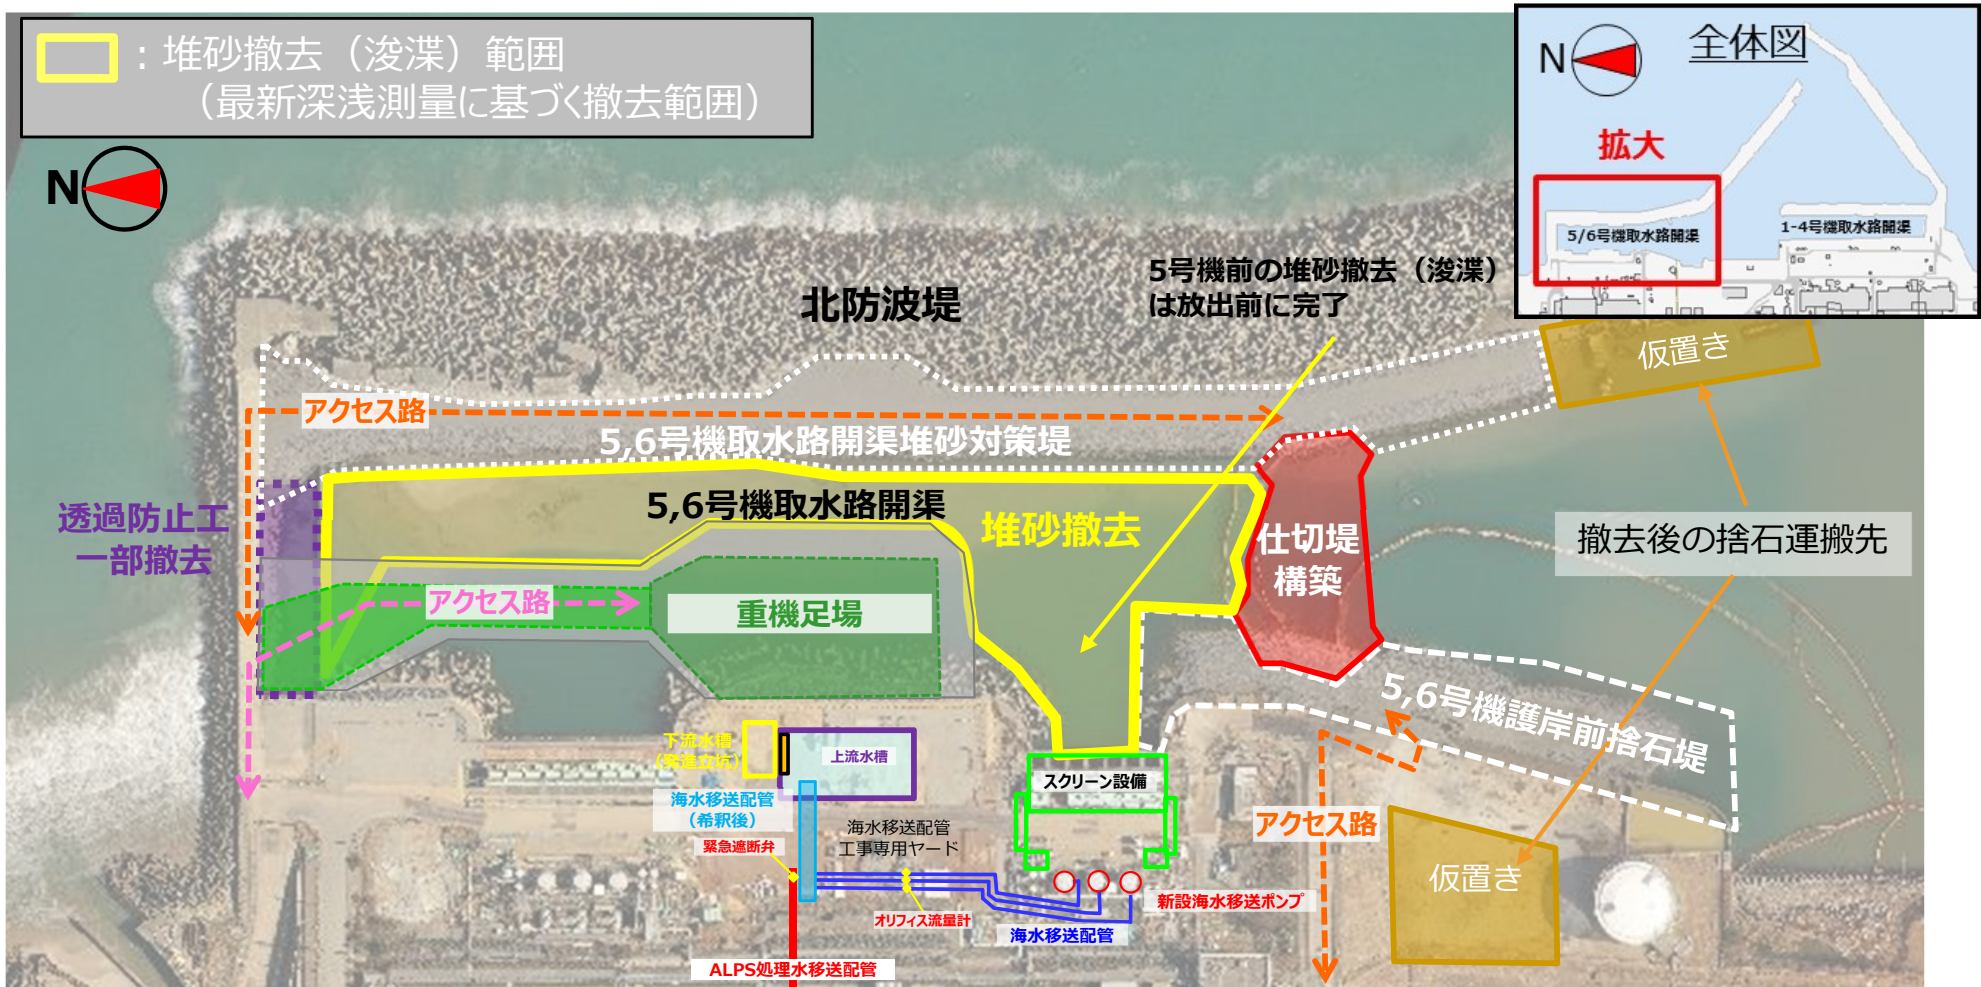 ：堆砂撤去（浚渫）範囲
（最新深浅測量に基づく撤去範囲）
N
N
全体図
拡大
5/6号機取水路開渠
1-4号機取水路開渠
5号機前の堆砂撤去（浚渫）
は放出前に完了
北防波堤
仮置き
アクセス路
5,6号機取水路開渠堆砂対策堤
5,6号機取水路開渠
堆砂撤去
透過防止工
一部撤去
仕切堤
構築
撤去後の捨石運搬先
アクセス路
重機足場
5,6号機護岸前捨石堤
下流水槽
(発進立坑)
上流水槽
スクリーン設備
海水移送配管
（希釈後）
海水移送配管
工事専用ヤード
アクセス路
緊急遮断弁
仮置き
新設海水移送ポンプ
オリフィス流量計
海水移送配管
ALPS処理水移送配管